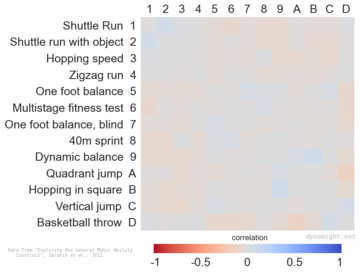 1 2 3 4 5 6 7 8 9 A B C D
Shuttle Run 1
Shuttle run with object 2
Hopping speed 3
Zigzag run 4
One foot balance 5
Multistage fitness test 6
One foot balance, blind 7
40m sprint 8
Dynamic balance 9
Quadrant jump A
Hopping in square B
Vertical jump C
Basketball throw D
dynomight.net
Data from "Exploring the General Motor Ability
Construct", Ibrahim et al., 2011
correlation
-1 -0.5 0 0.5 1